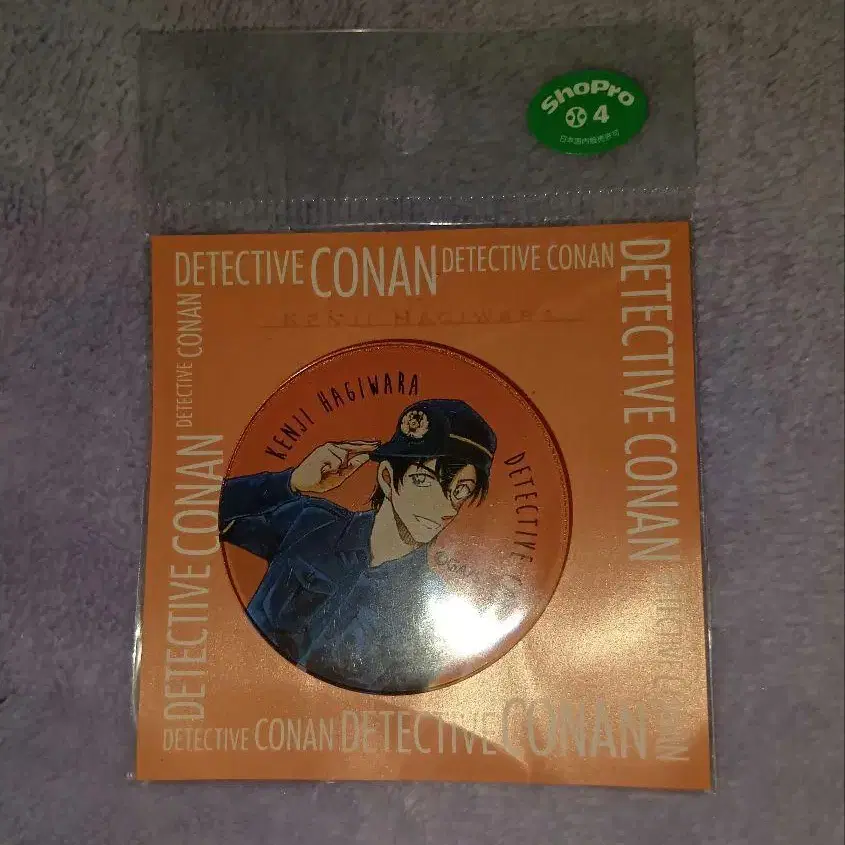 ShoPro
4
日本国内販売許可
DETECTIVE CONAN DETECTIVE CONAN
DETECTIVE CONAN
DETECTIVE CONAN
KENJI HAGIWARA
KENJI HAGIWARA
DETECTIVE
DETECTIVE CONAN
DETECTIVE CONAN
DETECTIVE CONAN DETECTIVE CONAN